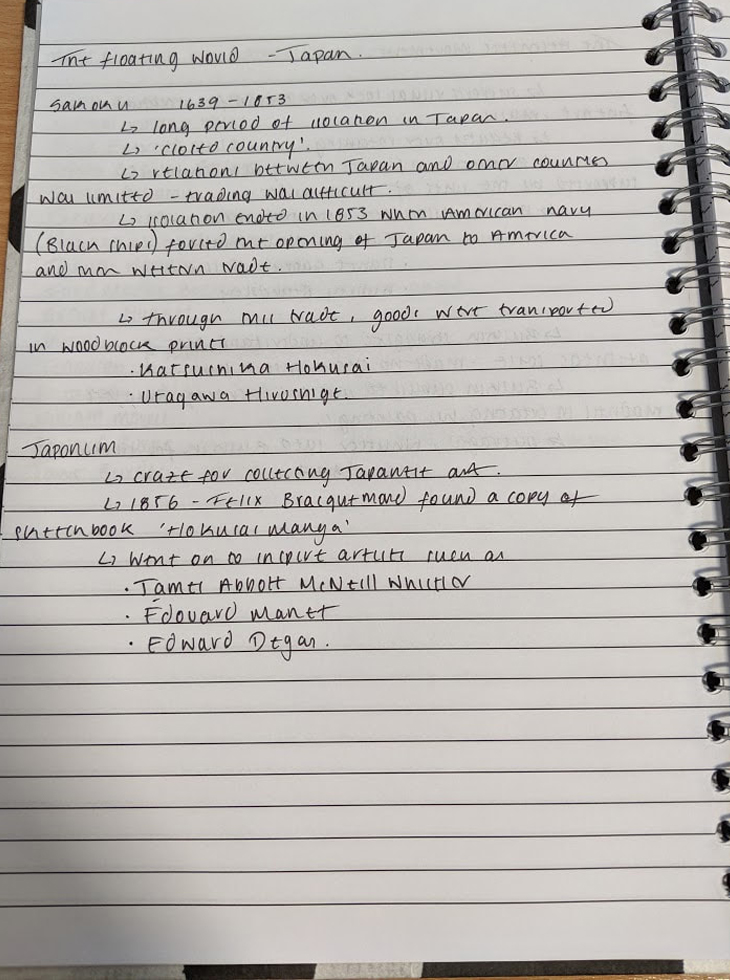 The floating world - Japan.
Sakoku 1639 - 1853
↳ long period of isolation in Japan.
↳ 'closed country'.
↳ relations between Japan and other countries
was limited - trading was difficult.
↳ isolation ended in 1853 when American navy
(Black ships) forced the opening of Japan to America
and then Western trade.
↳ through this trade, goods were transported
in woodblock prints
· Katsushika Hokusai
· Utagawa Hiroshige.
Japonism
↳ craze for collecting Japanese art.
↳ 1856 - Felix Bracquemond found a copy of
sketchbook 'Hokusai Manga'
↳ Went on to inspire artists such as
· James Abbott McNeill Whistler
· Édouard Manet
· Edward Degas.